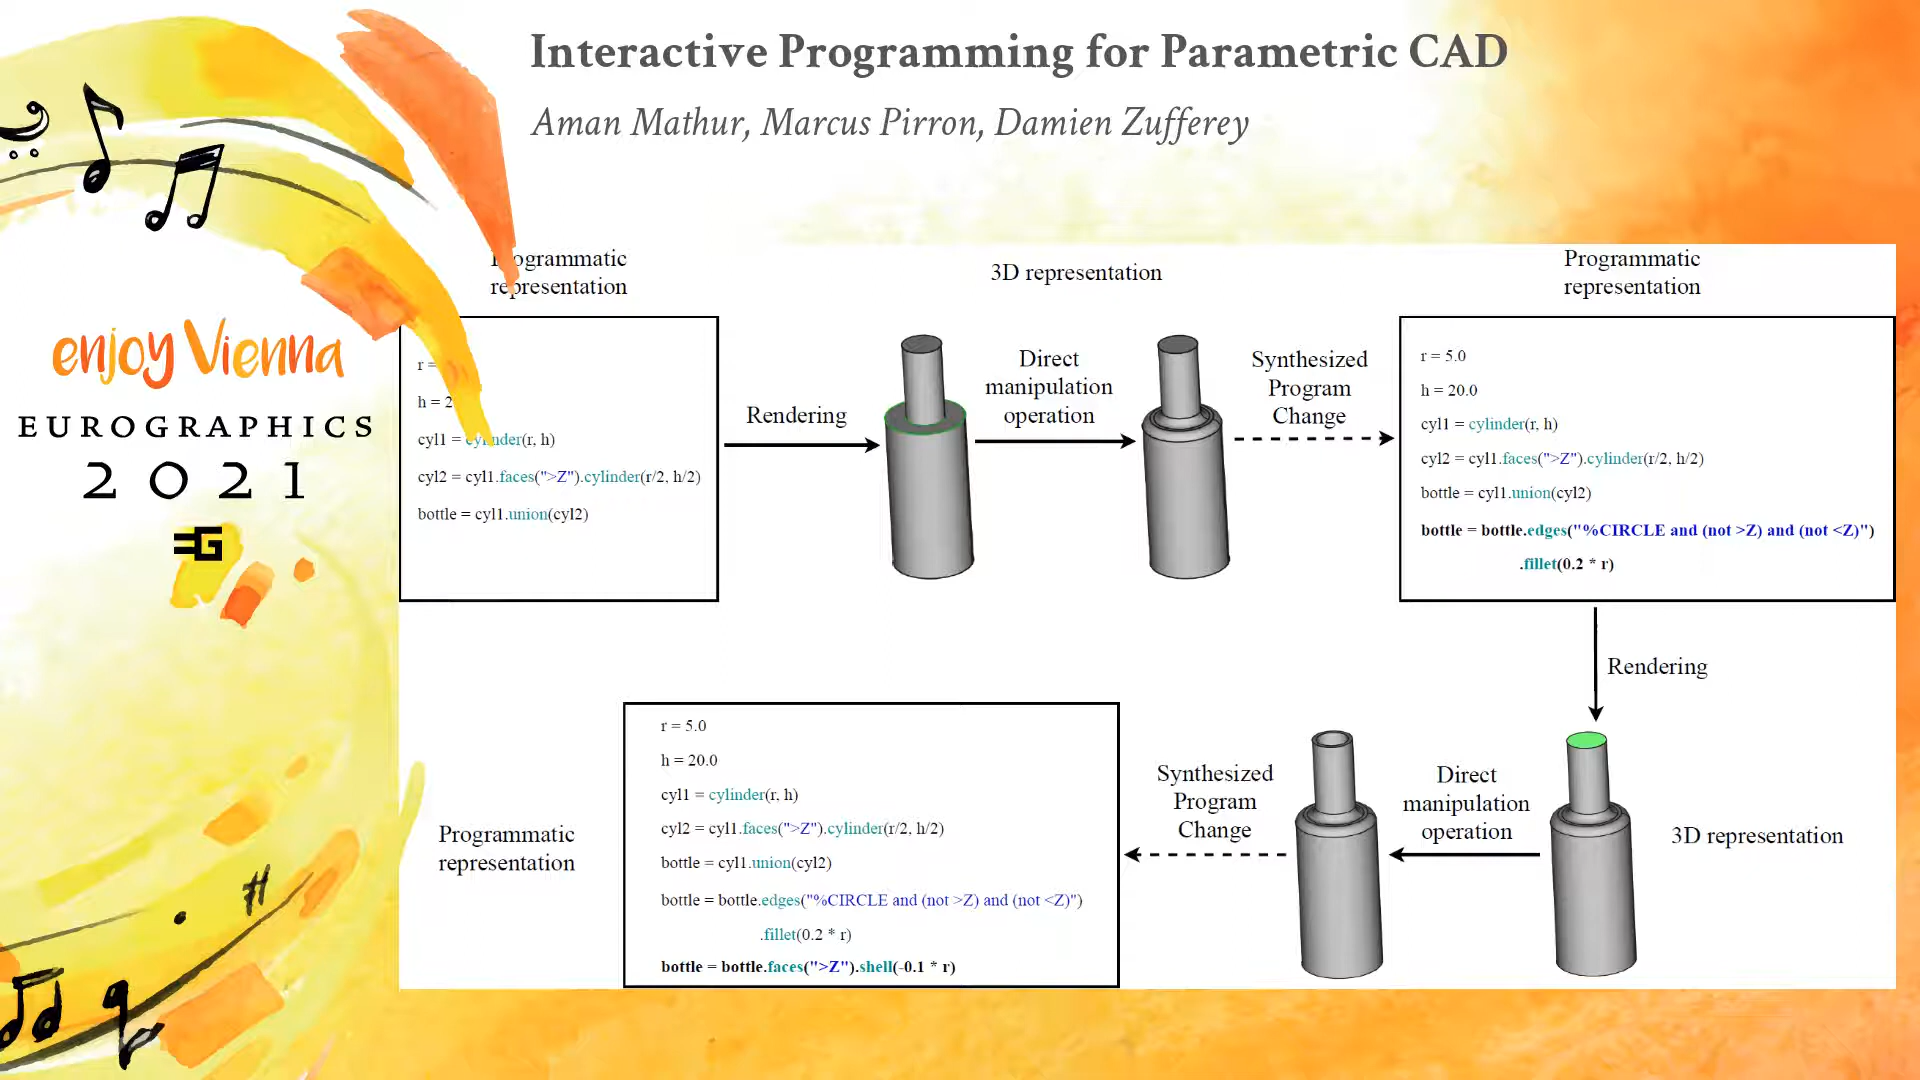 Interactive Programming for Parametric CAD
Aman Mathur, Marcus Pirron, Damien Zufferey
enjoy Vienna
EUROGRAPHICS
2021
EG
representation
r =
h = 2
cyl1 = cylinder(r, h)
cyl2 = cyl1.faces(">Z").cylinder(r/2, h/2)
bottle = cyl1.union(cyl2)
Rendering
3D representation
Direct
manipulation
operation
Synthesized
Program
Change
Programmatic
representation
r = 5.0
h = 20.0
cyl1 = cylinder(r, h)
cyl2 = cyl1.faces(">Z").cylinder(r/2, h/2)
bottle = cyl1.union(cyl2)
bottle = bottle.edges("%CIRCLE and (not >Z) and (not <Z)")
.fillet(0.2 * r)
Rendering
3D representation
Direct
manipulation
operation
Synthesized
Program
Change
Programmatic
representation
r = 5.0
h = 20.0
cyl1 = cylinder(r, h)
cyl2 = cyl1.faces(">Z").cylinder(r/2, h/2)
bottle = cyl1.union(cyl2)
bottle = bottle.edges("%CIRCLE and (not >Z) and (not <Z)")
.fillet(0.2 * r)
bottle = bottle.faces(">Z").shell(-0.1 * r)